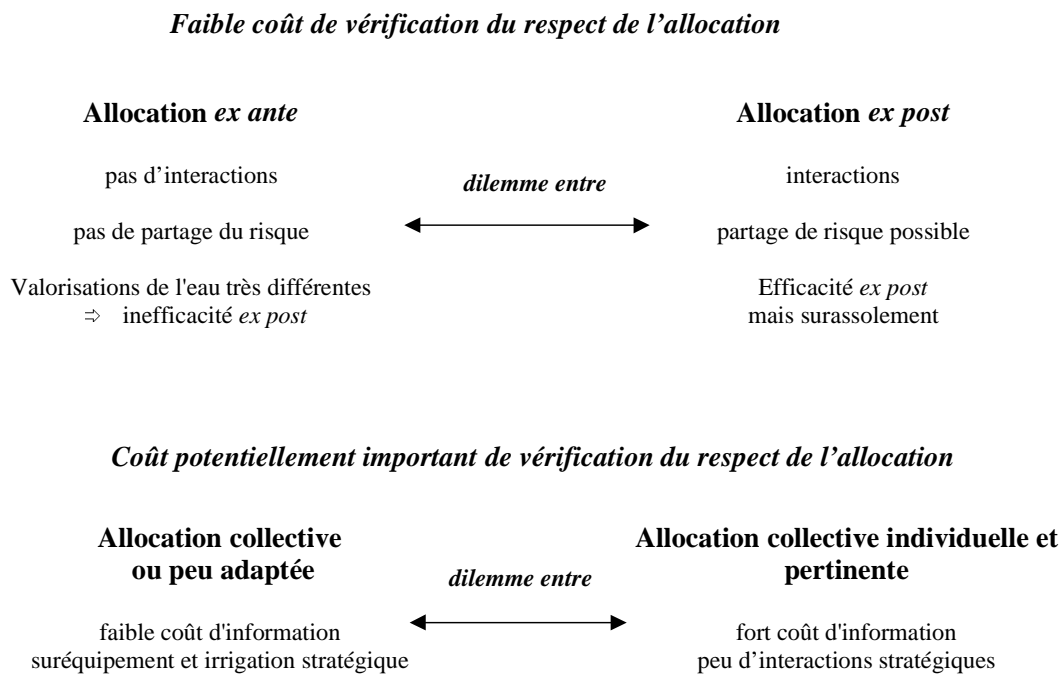 Faible coût de vérification du respect de l'allocation
Allocation ex ante
pas d'interactions
pas de partage du risque
Valorisations de l'eau très différentes
⇨ inefficacité ex post
dilemme entre
Allocation ex post
interactions
partage de risque possible
Efficacité ex post
mais surassolement
Coût potentiellement important de vérification du respect de l'allocation
Allocation collective
ou peu adaptée
faible coût d'information
suréquipement et irrigation stratégique
dilemme entre
Allocation collective individuelle et
pertinente
fort coût d'information
peu d'interactions stratégiques